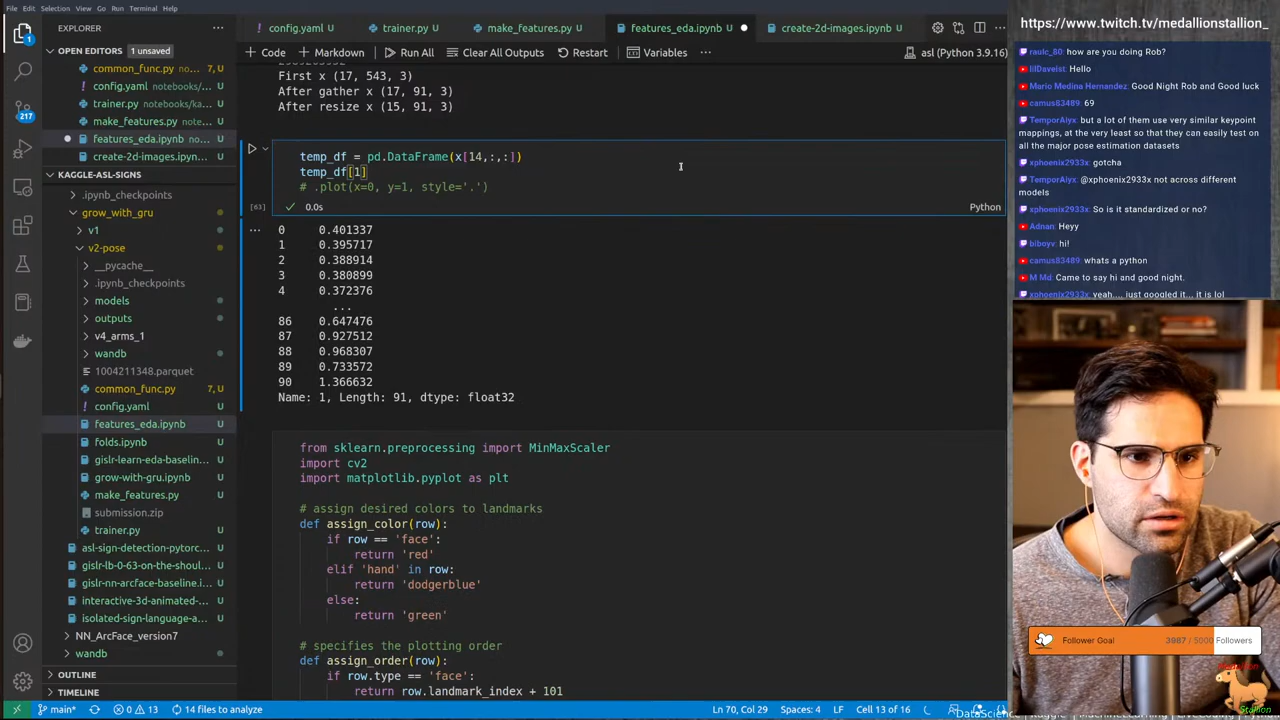 File Edit Selection View Go Run Terminal Help
EXPLORER
OPEN EDITORS 1 unsaved
common_func.py no... 7, U
config.yaml notebooks/...
trainer.py notebooks/ka...
make_features.py noteb...
features_eda.ipynb no...
create-2d-images.ipyn...
KAGGLE-ASL-SIGNS
.ipynb_checkpoints
grow_with_gru
v1
v2-pose
__pycache__
.ipynb_checkpoints
models
outputs
v4_arms_1
wandb
1004211348.parquet
common_func.py 7, U
config.yaml U
features_eda.ipynb U
folds.ipynb U
gislr-learn-eda-baselin... U
grow-with-gru.ipynb U
make_features.py U
submission.zip
trainer.py U
asl-sign-detection-pytorc... U
gislr-lb-0-63-on-the-shoul... U
gislr-nn-arcface-baseline.i... U
interactive-3d-animated-... U
isolated-sign-language-a... U
NN_ArcFace_version7
wandb
OUTLINE
TIMELINE
217
config.yaml U
trainer.py U
make_features.py U
features_eda.ipynb U
create-2d-images.ipynb U
+ Code + Markdown Run All Clear All Outputs Restart Variables ...
asl (Python 3.9.16)
First x (17, 543, 3)
After gather x (17, 91, 3)
After resize x (15, 91, 3)
temp_df = pd.DataFrame(x[14,:,:])
temp_df[1]
# .plot(x=0, y=1, style='.')
[63] 0.0s Python
0 0.401337
1 0.395717
2 0.388914
3 0.380899
4 0.372376
...
86 0.647476
87 0.927512
88 0.968307
89 0.733572
90 1.366632
Name: 1, Length: 91, dtype: float32
from sklearn.preprocessing import MinMaxScaler
import cv2
import matplotlib.pyplot as plt
# assign desired colors to landmarks
def assign_color(row):
if row == 'face':
return 'red'
elif 'hand' in row:
return 'dodgerblue'
else:
return 'green'
# specifies the plotting order
def assign_order(row):
if row.type == 'face':
return row.landmark_index + 101
main* 0 13 14 files to analyze
Ln 70, Col 29 Spaces: 4 LF Cell 13 of 16
https://www.twitch.tv/medallionstallion_
raulc_80: how are you doing Rob?
lilDaveist: Hello
Mario Medina Hernandez: Good Night Rob and Good luck
camus83489: 69
TemporAlyx: but a lot of them use very similar keypoint
mappings, at the very least so that they can easily test on
all the major pose estimation datasets
xphoenix2933x: gotcha
TemporAlyx: @xphoenix2933x not across different
models
xphoenix2933x: So is it standardized or no?
Adnan: Heyy
blboyv: hi!
camus83489: whats a python
M Md: Came to say hi and good night.
xphoenix2933x: yeah.... just googled it... it is lol
Follower Goal 3987 / 5000 Followers
Medallion
Stallion